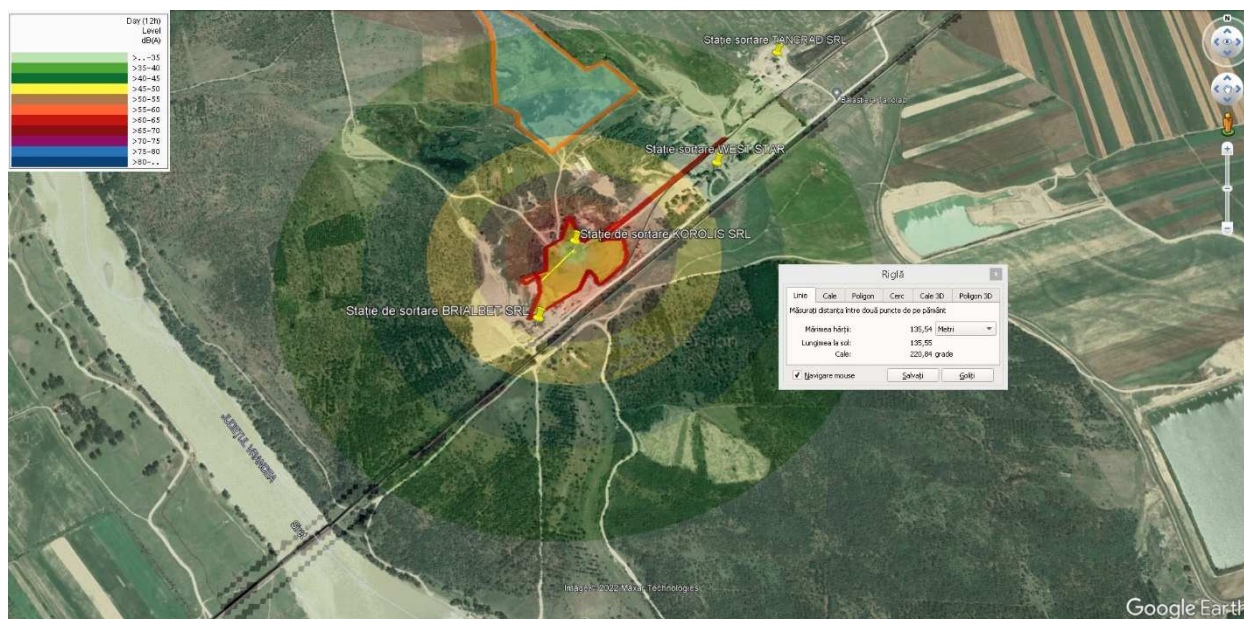 Day (12h)
Level
dB(A)
>..-35
>35-40
>40-45
>45-50
>50-55
>55-60
>60-65
>65-70
>70-75
>75-80
>80-..
Stație sortare TANCRAD SRL
Stație sortare WEST STAR
Stație de sortare KOROLIS SRL
Stație de sortare BRIALBET SRL
JUDEȚUL VRANCEA
Siret
N
Riglă
Linie Cale Poligon Cerc Cale 3D Poligon 3D
Măsurați distanța între două puncte de pe pământ
Mărimea hărții: 135,54 Metri
Lungimea la sol: 135,55
Cale: 220,84 grade
Navigare mouse Salvați Goliți
Image © 2022 Maxar Technologies
Google Earth